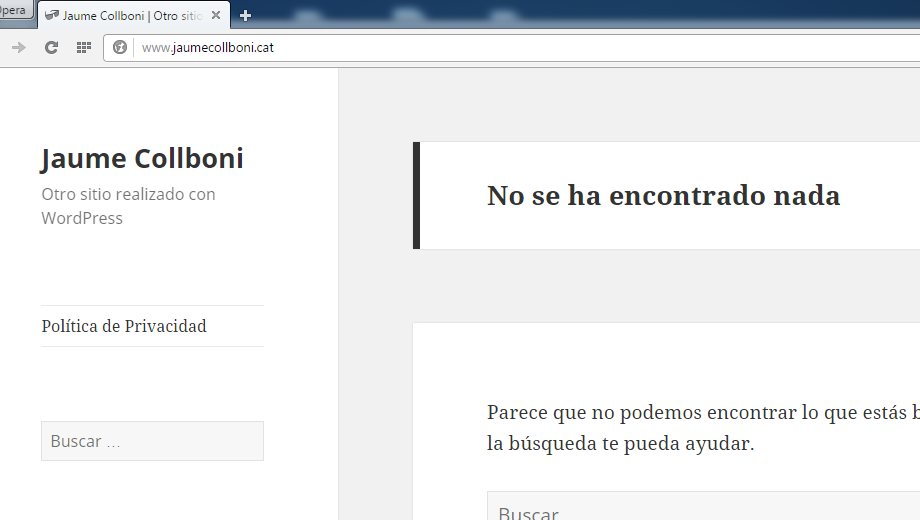 Opera
Jaume Collboni | Otro sitio
www.jaumecollboni.cat
Jaume Collboni
Otro sitio realizado con
WordPress
Política de Privacidad
Buscar …
No se ha encontrado nada
Parece que no podemos encontrar lo que estás
la búsqueda te pueda ayudar.
Buscar